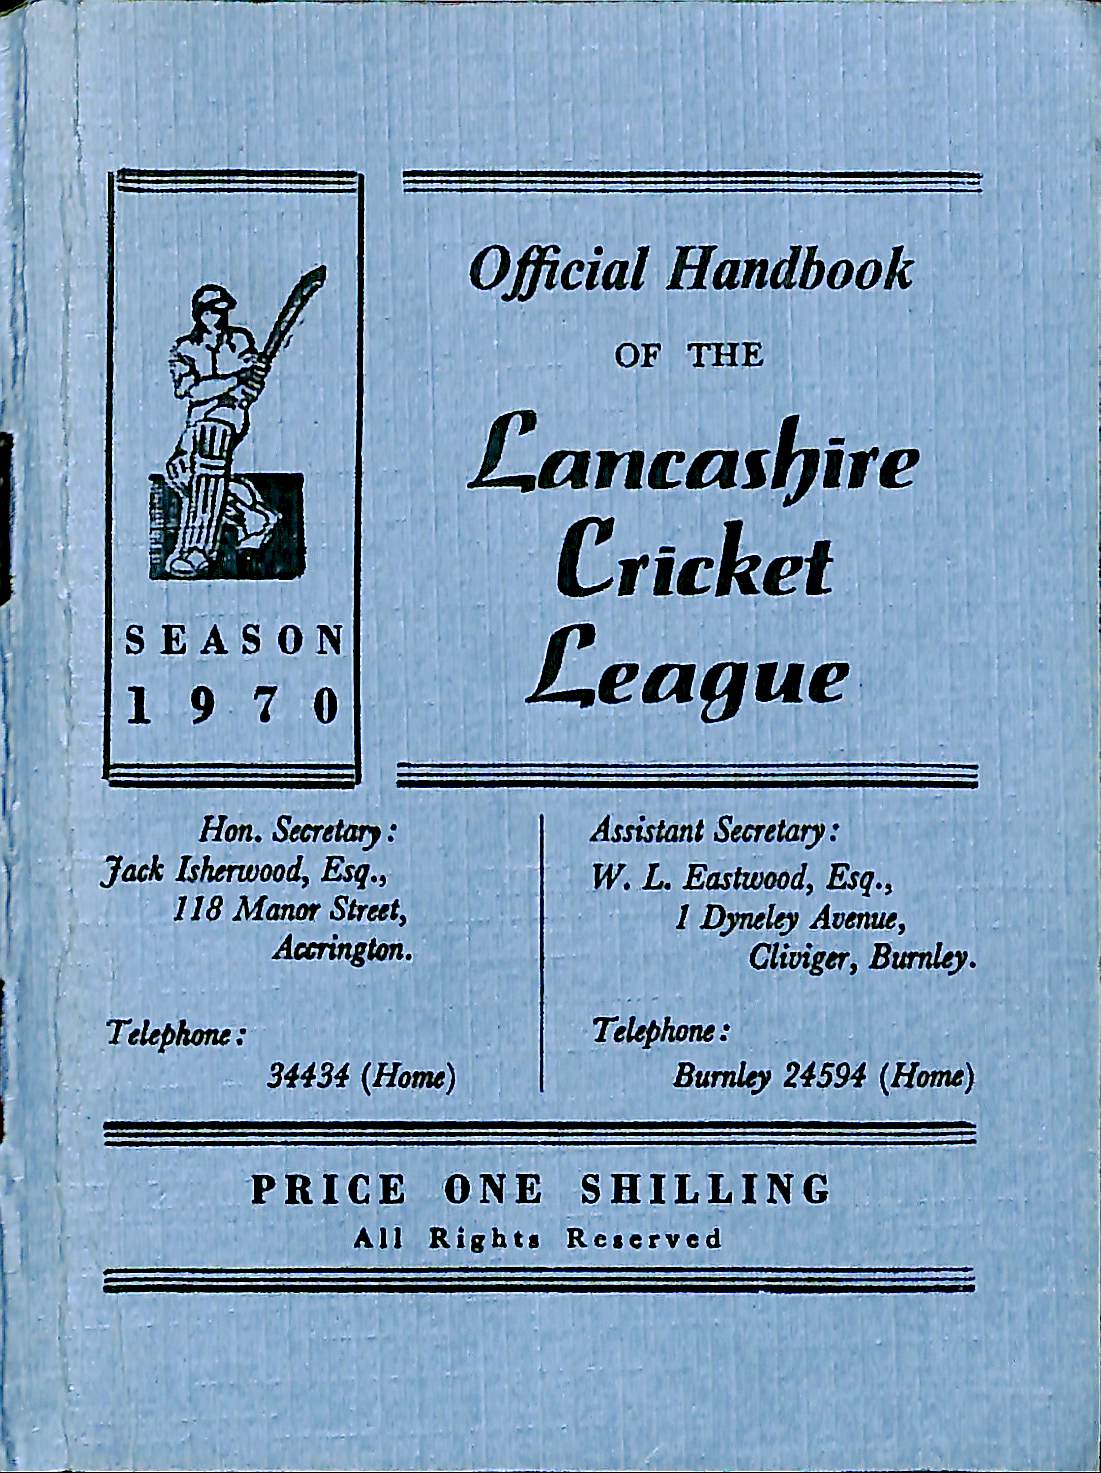 Official Handbook
OF THE
Lancashire
Cricket
League
SEASON
1970
Hon. Secretary:
Jack Isherwood, Esq.,
118 Manor Street,
Accrington.
Telephone:
34434 (Home)
Assistant Secretary:
W. L. Eastwood, Esq.,
1 Dyneley Avenue,
Cliviger, Burnley.
Telephone:
Burnley 24594 (Home)
PRICE ONE SHILLING
All Rights Reserved